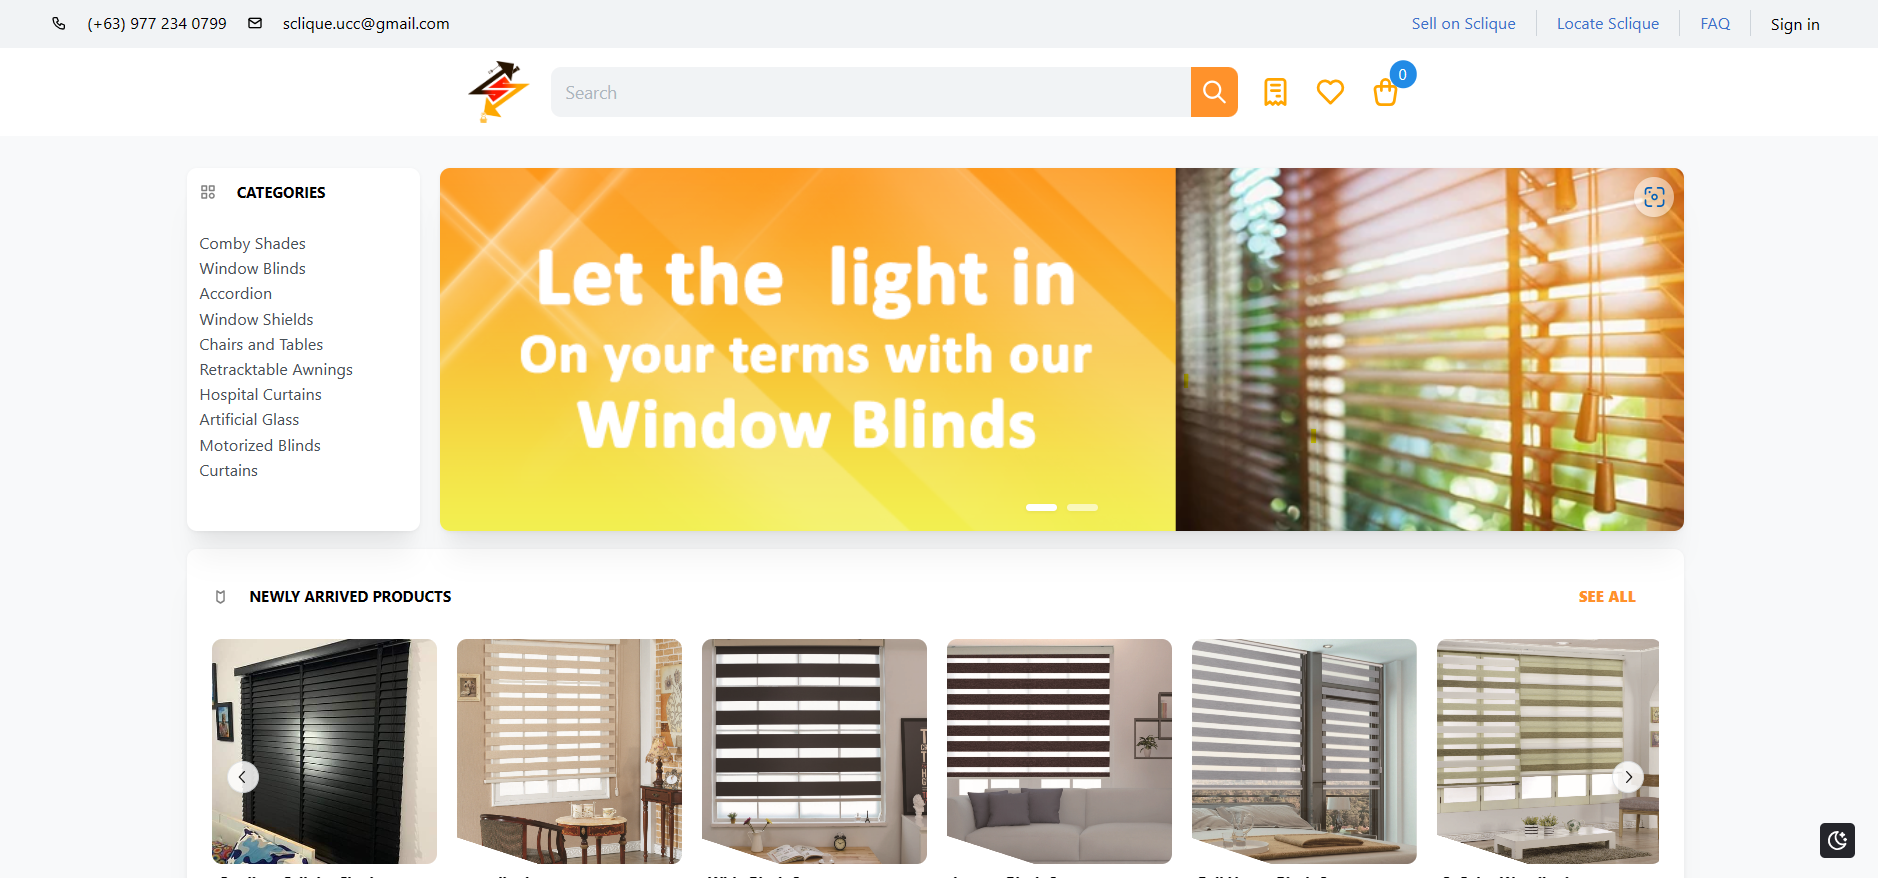 (+63) 977 234 0799
sclique.ucc@gmail.com
Sell on Sclique
Locate Sclique
FAQ
Sign in
Search
0
CATEGORIES
Comby Shades
Window Blinds
Accordion
Window Shields
Chairs and Tables
Retracktable Awnings
Hospital Curtains
Artificial Glass
Motorized Blinds
Curtains
Let the light in
On your terms with our
Window Blinds
NEWLY ARRIVED PRODUCTS
SEE ALL